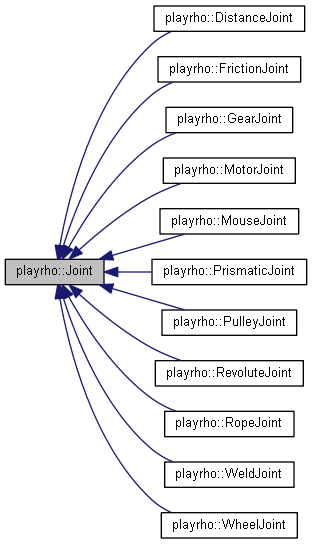 playrho::DistanceJoint
playrho::FrictionJoint
playrho::GearJoint
playrho::MotorJoint
playrho::MouseJoint
playrho::Joint
playrho::PrismaticJoint
playrho::PulleyJoint
playrho::RevoluteJoint
playrho::RopeJoint
playrho::WeldJoint
playrho::WheelJoint